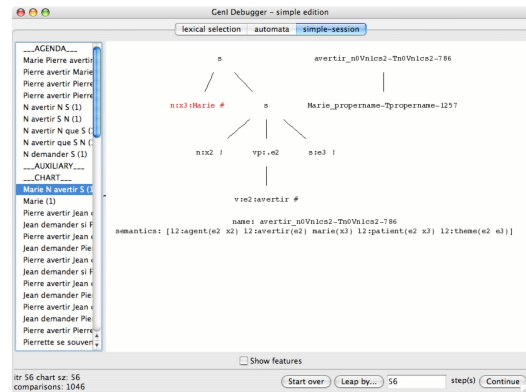 GenI Debugger - simple edition
lexical selection automata simple-session
___AGENDA___
Marie Pierre avertir
Pierre avertir Marie
Pierre avertir Pierre
Pierre avertir Pierre
N avertir N S (1)
N avertir S N (1)
N avertir N que S (
N avertir que S N (
N demander S (1)
___AUXILIARY___
___CHART___
Marie N avertir S (1
Marie (1)
Pierre avertir Jean
Jean demander si P
Pierre avertir Jean
Jean demander Pie
Pierre avertir Jean
Jean demander si P
Pierre avertir Jean
Jean demander Pie
Pierre avertir Jean
Jean demander Pie
Pierre avertir Pierre
Pierrette se souven
s avertir_n0Vn1cs2-Tn0Vn1cs2-786
n:x3:Marie # s Marie_propername-Tpropername-1257
n:x2 ! vp:.e2 s:e3 !
v:e2:avertir #
name: avertir_n0Vn1cs2-Tn0Vn1cs2-786
semantics: [l2:agent(e2 x2) l2:avertir(e2) marie(x3) l2:patient(e2 x3) l2:theme(e2 e3)]
Show features
itr 56 chart sz: 56
comparisons: 1046
Start over Leap by... 56 step(s) Continue